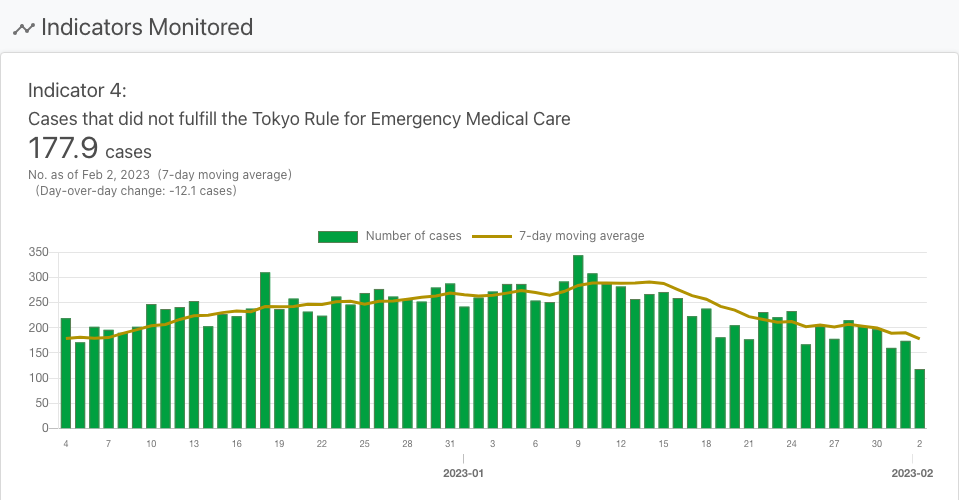 Indicators Monitored
Indicator 4:
Cases that did not fulfill the Tokyo Rule for Emergency Medical Care
177.9 cases
No. as of Feb 2, 2023 (7-day moving average)
(Day-over-day change: -12.1 cases)
Number of cases 7-day moving average
350
300
250
200
150
100
50
0
4 7 10 13 16 19 22 25 28 31 3 6 9 12 15 18 21 24 27 30 2
2023-01 2023-02